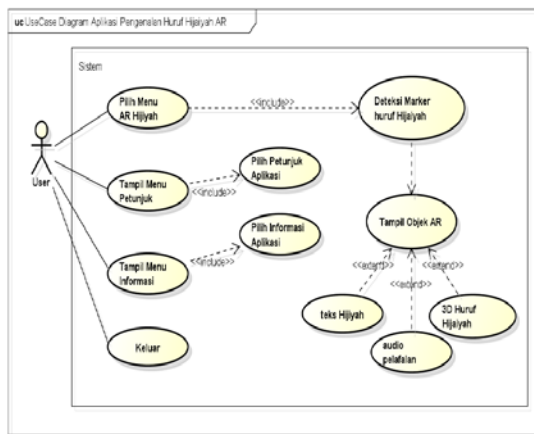 uc UseCase Diagram Aplikasi Pengenalan Huruf Hijaiyah AR
Sistem
Pilih Menu
AR Hijiyah
<<include>>
Deteksi Marker
huruf Hijaiyah
User
Tampil Menu
Petunjuk
<<include>>
Pilih Petunjuk
Aplikasi
Tampil Objek AR
Tampil Menu
Informasi
<<include>>
Pilih Informasi
Aplikasi
<<extend>>
<<extend>>
<<extend>>
teks Hijiyah
audio
pelafalan
3D Huruf
Hijaiyah
Keluar